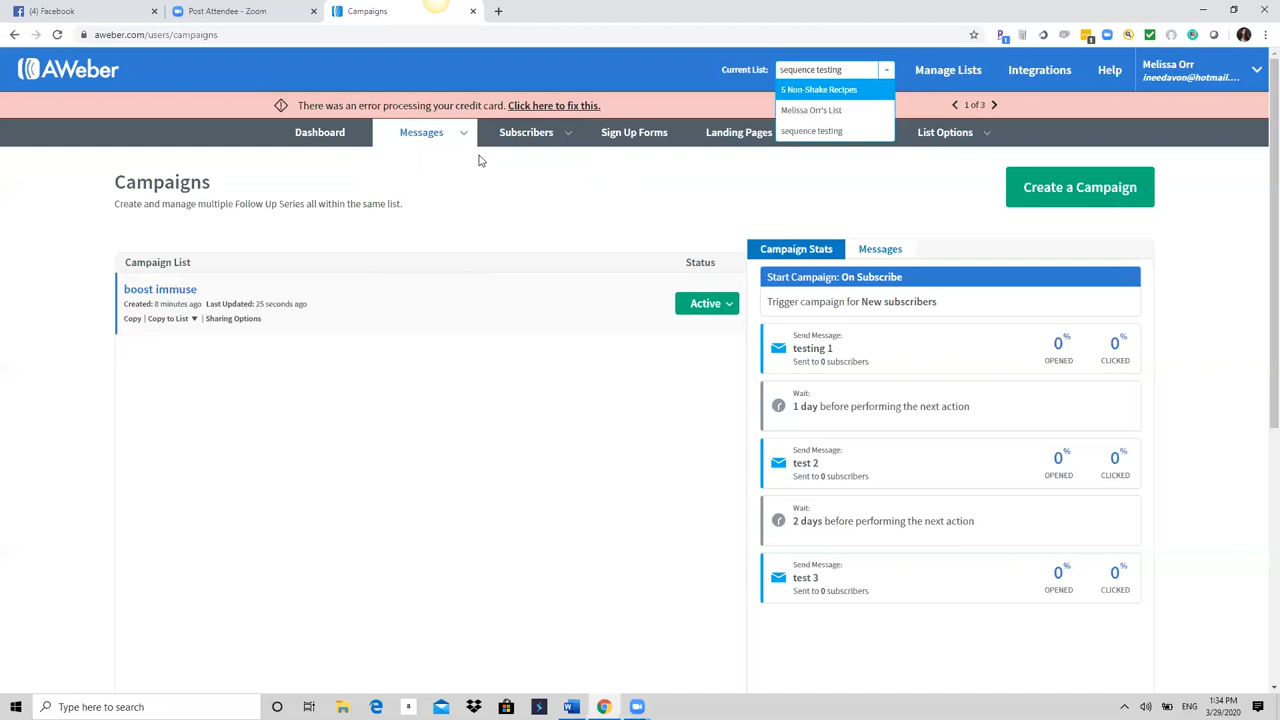 (4) Facebook
Post Attendee - Zoom
Campaigns
aweber.com/users/campaigns
AWeber
Current List:
sequence testing
Manage Lists
Integrations
Help
Melissa Orr
ineedavon@hotmail....
5 Non-Shake Recipes
Melissa Orr's List
sequence testing
There was an error processing your credit card. Click here to fix this.
1 of 3
Dashboard
Messages
Subscribers
Sign Up Forms
Landing Pages
List Options
Campaigns
Create and manage multiple Follow Up Series all within the same list.
Create a Campaign
Campaign List
Status
boost immuse
Created: 8 minutes ago Last Updated: 25 seconds ago
Copy | Copy to List ▼ | Sharing Options
Active
Campaign Stats
Messages
Start Campaign: On Subscribe
Trigger campaign for New subscribers
Send Message:
testing 1
Sent to 0 subscribers
0%
OPENED
0%
CLICKED
Wait:
1 day before performing the next action
Send Message:
test 2
Sent to 0 subscribers
0%
OPENED
0%
CLICKED
Wait:
2 days before performing the next action
Send Message:
test 3
Sent to 0 subscribers
0%
OPENED
0%
CLICKED
Type here to search
ENG
1:34 PM
3/29/2020